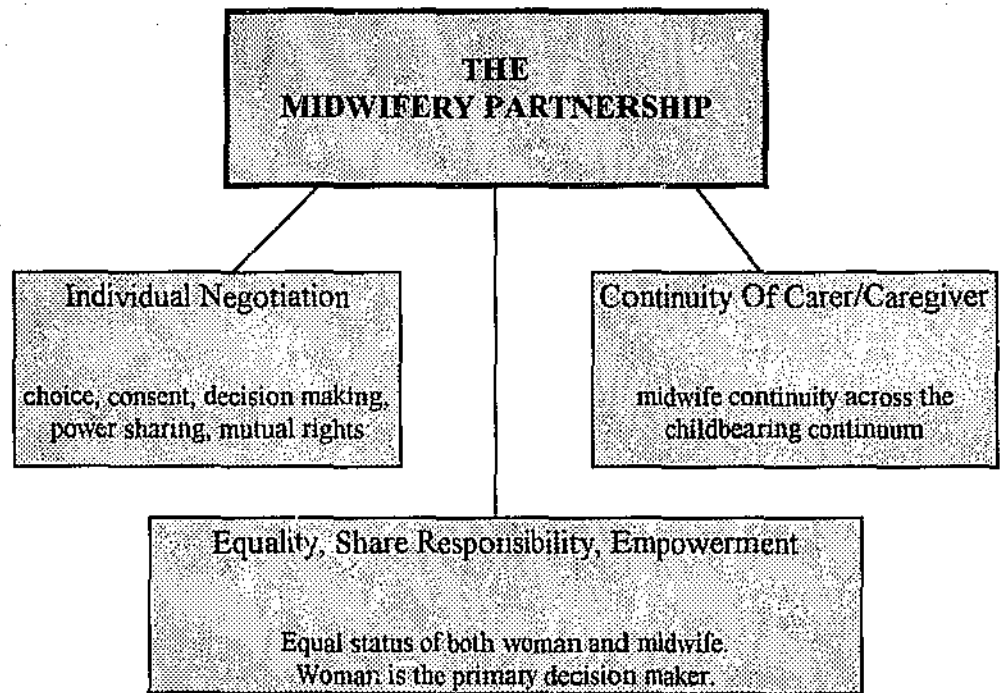 THE
MIDWIFERY PARTNERSHIP
Individual Negotiation
choice, consent, decision making,
power sharing, mutual rights
Continuity Of Carer/Caregiver
midwife continuity across the
childbearing continuum
Equality, Share Responsibility, Empowerment
Equal status of both woman and midwife.
Woman is the primary decision maker.